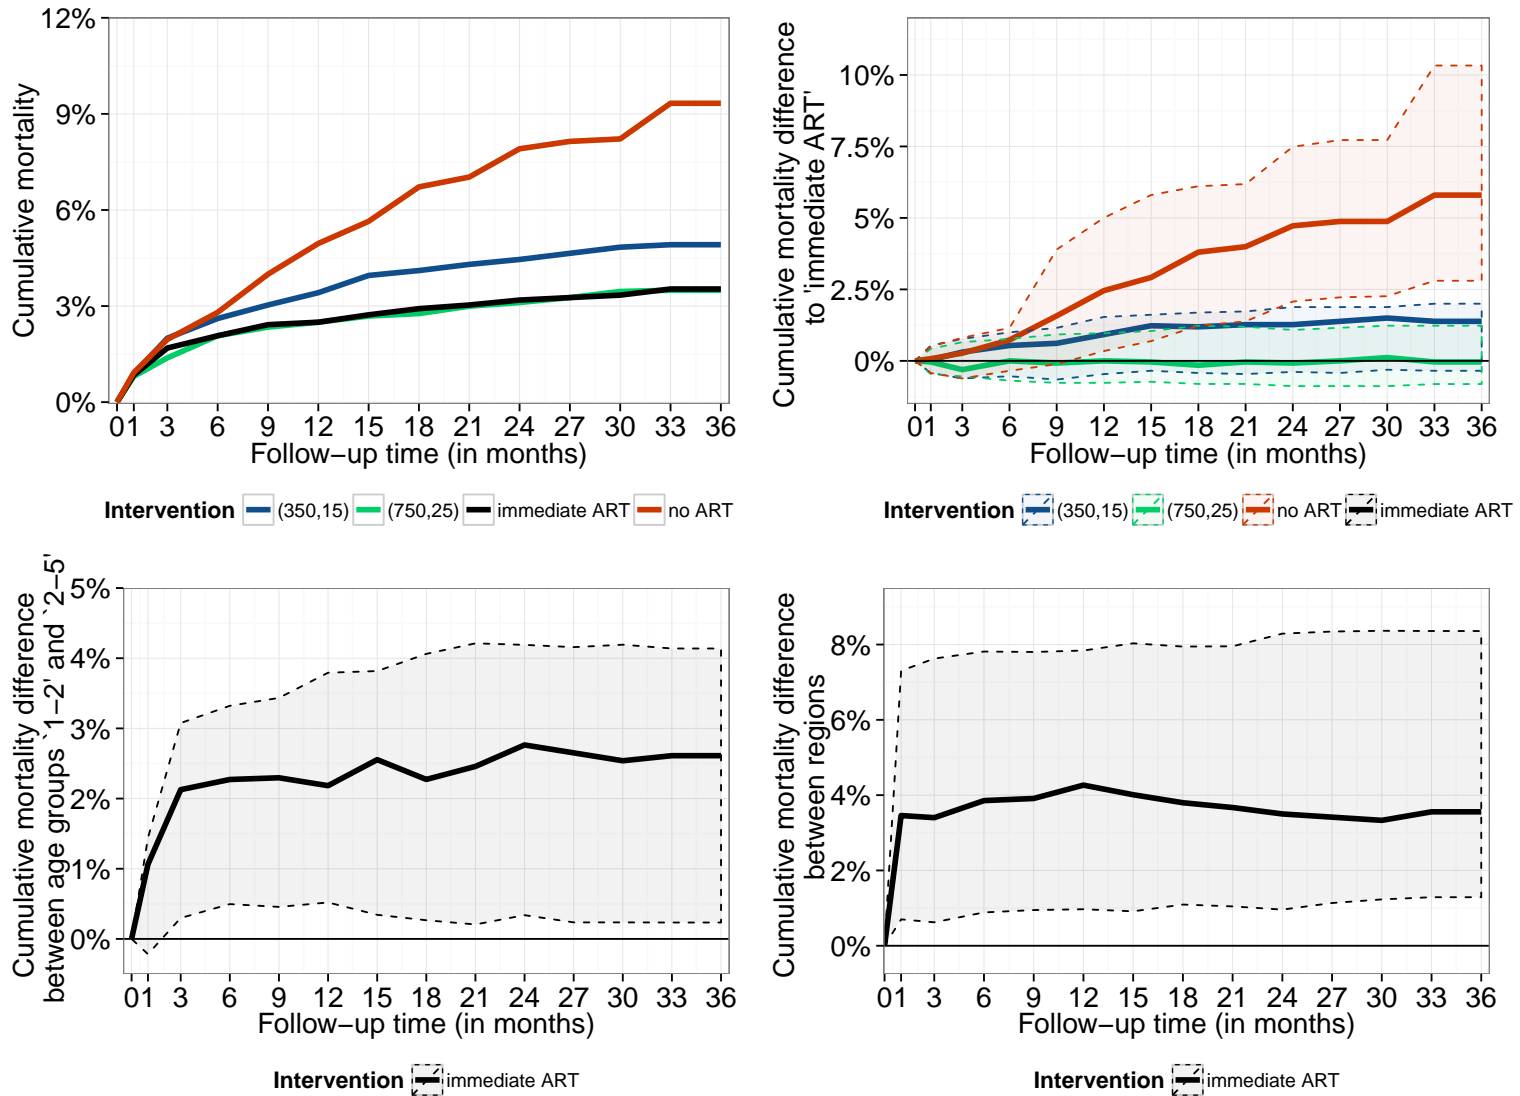 Cumulative mortality
12%
9%
6%
3%
0%
0 1 3 6 9 12 15 18 21 24 27 30 33 36
Follow−up time (in months)
Intervention (350,15) (750,25) immediate ART no ART
Cumulative mortality difference
to 'immediate ART'
10%
7.5%
5%
2.5%
0%
0 1 3 6 9 12 15 18 21 24 27 30 33 36
Follow−up time (in months)
Intervention (350,15) (750,25) no ART immediate ART
Cumulative mortality difference
between age groups `1−2' and `2−5'
5%
4%
3%
2%
1%
0%
0 1 3 6 9 12 15 18 21 24 27 30 33 36
Follow−up time (in months)
Intervention immediate ART
Cumulative mortality difference
between regions
8%
6%
4%
2%
0%
0 1 3 6 9 12 15 18 21 24 27 30 33 36
Follow−up time (in months)
Intervention immediate ART